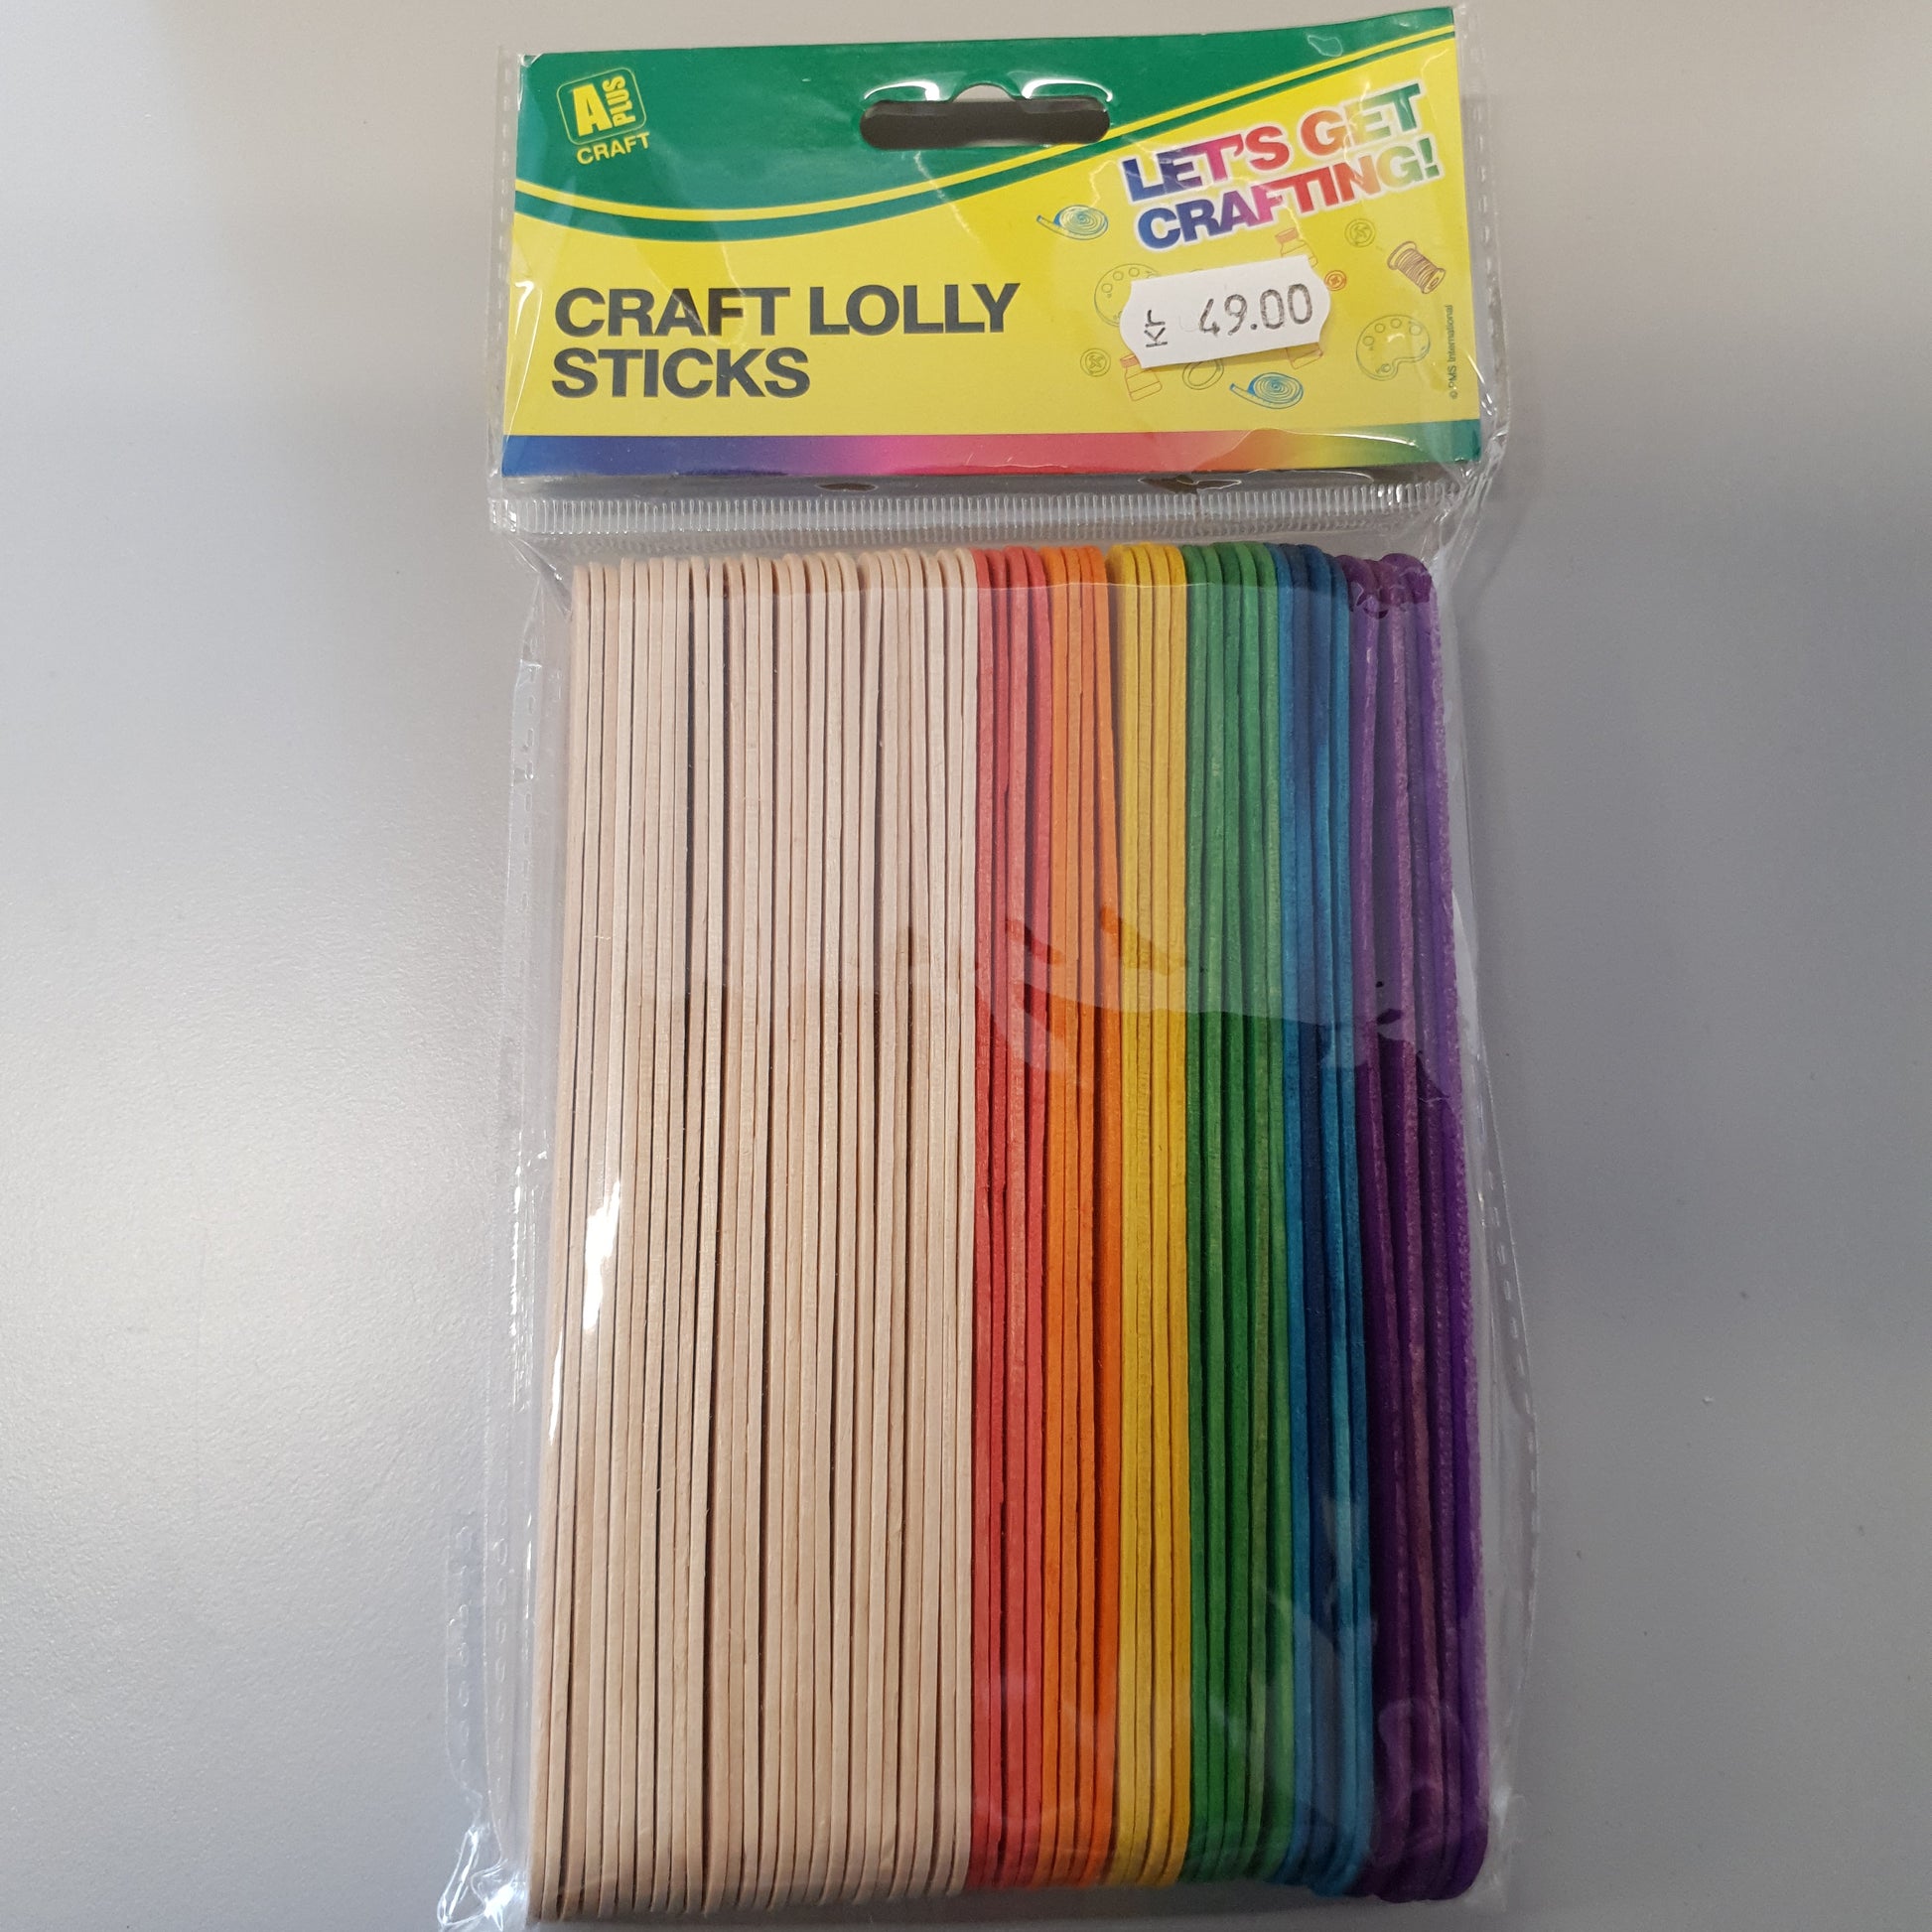 A PLUS
CRAFT
LET'S GET
CRAFTING!
CRAFT LOLLY
STICKS
Kr 49.00
© PMS International